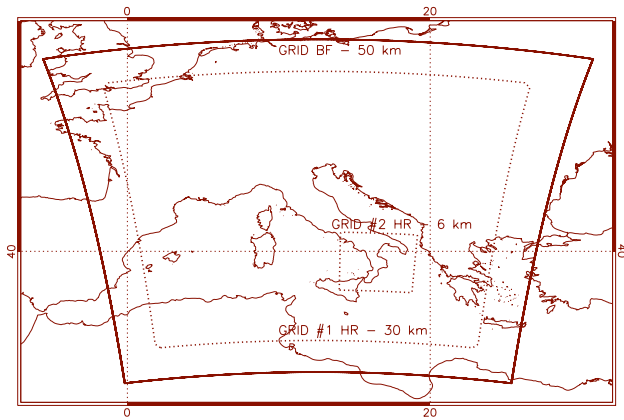 0 20
GRID BF – 50 km
GRID #2 HR – 6 km
40 40
GRID #1 HR – 30 km
0 20